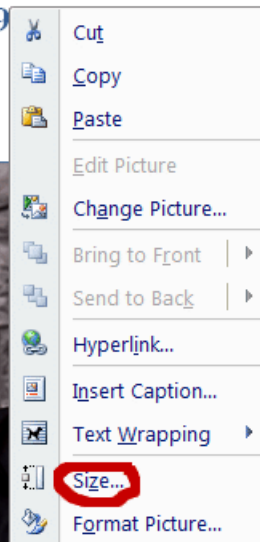 9
Cut
Copy
Paste
Edit Picture
Change Picture...
Bring to Front
Send to Back
Hyperlink...
Insert Caption...
Text Wrapping
Size...
Format Picture...